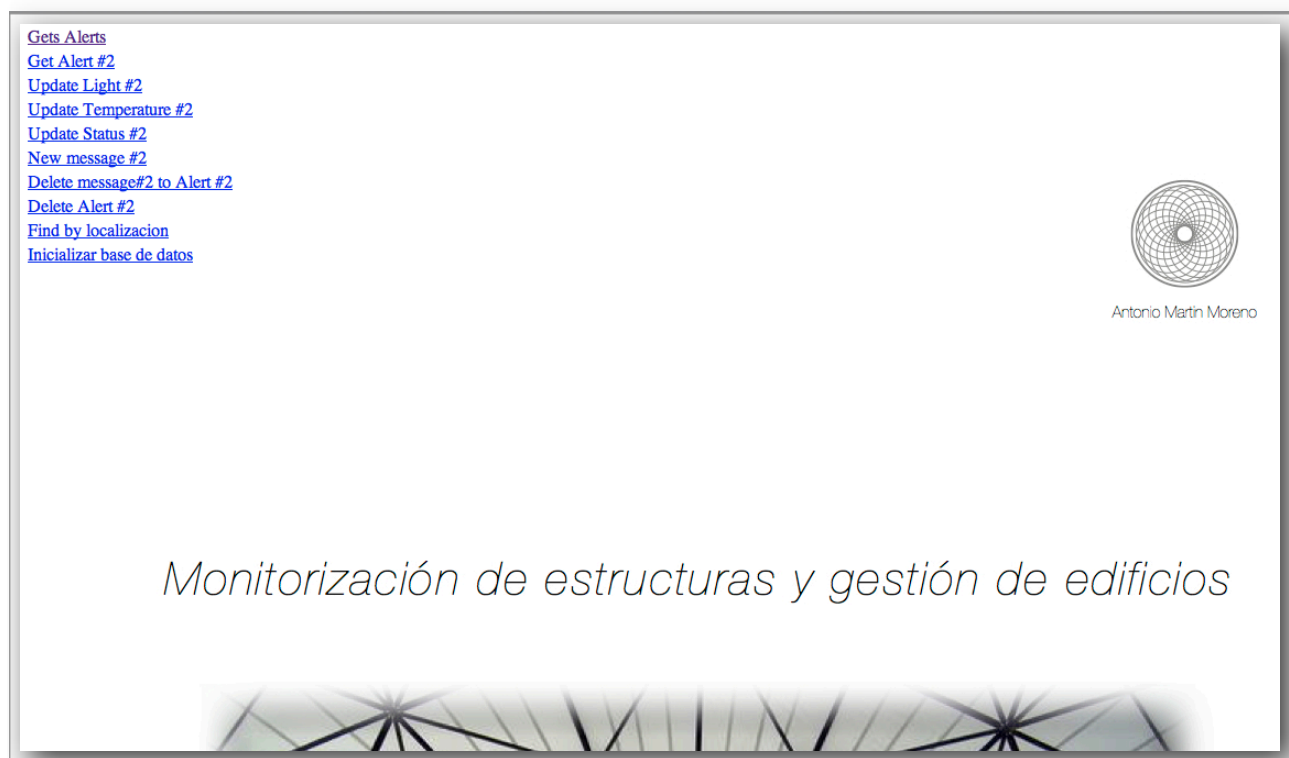 Gets Alerts
Get Alert #2
Update Light #2
Update Temperature #2
Update Status #2
New message #2
Delete message#2 to Alert #2
Delete Alert #2
Find by localizacion
Inicializar base de datos
Antonio Martin Moreno
Monitorización de estructuras y gestión de edificios